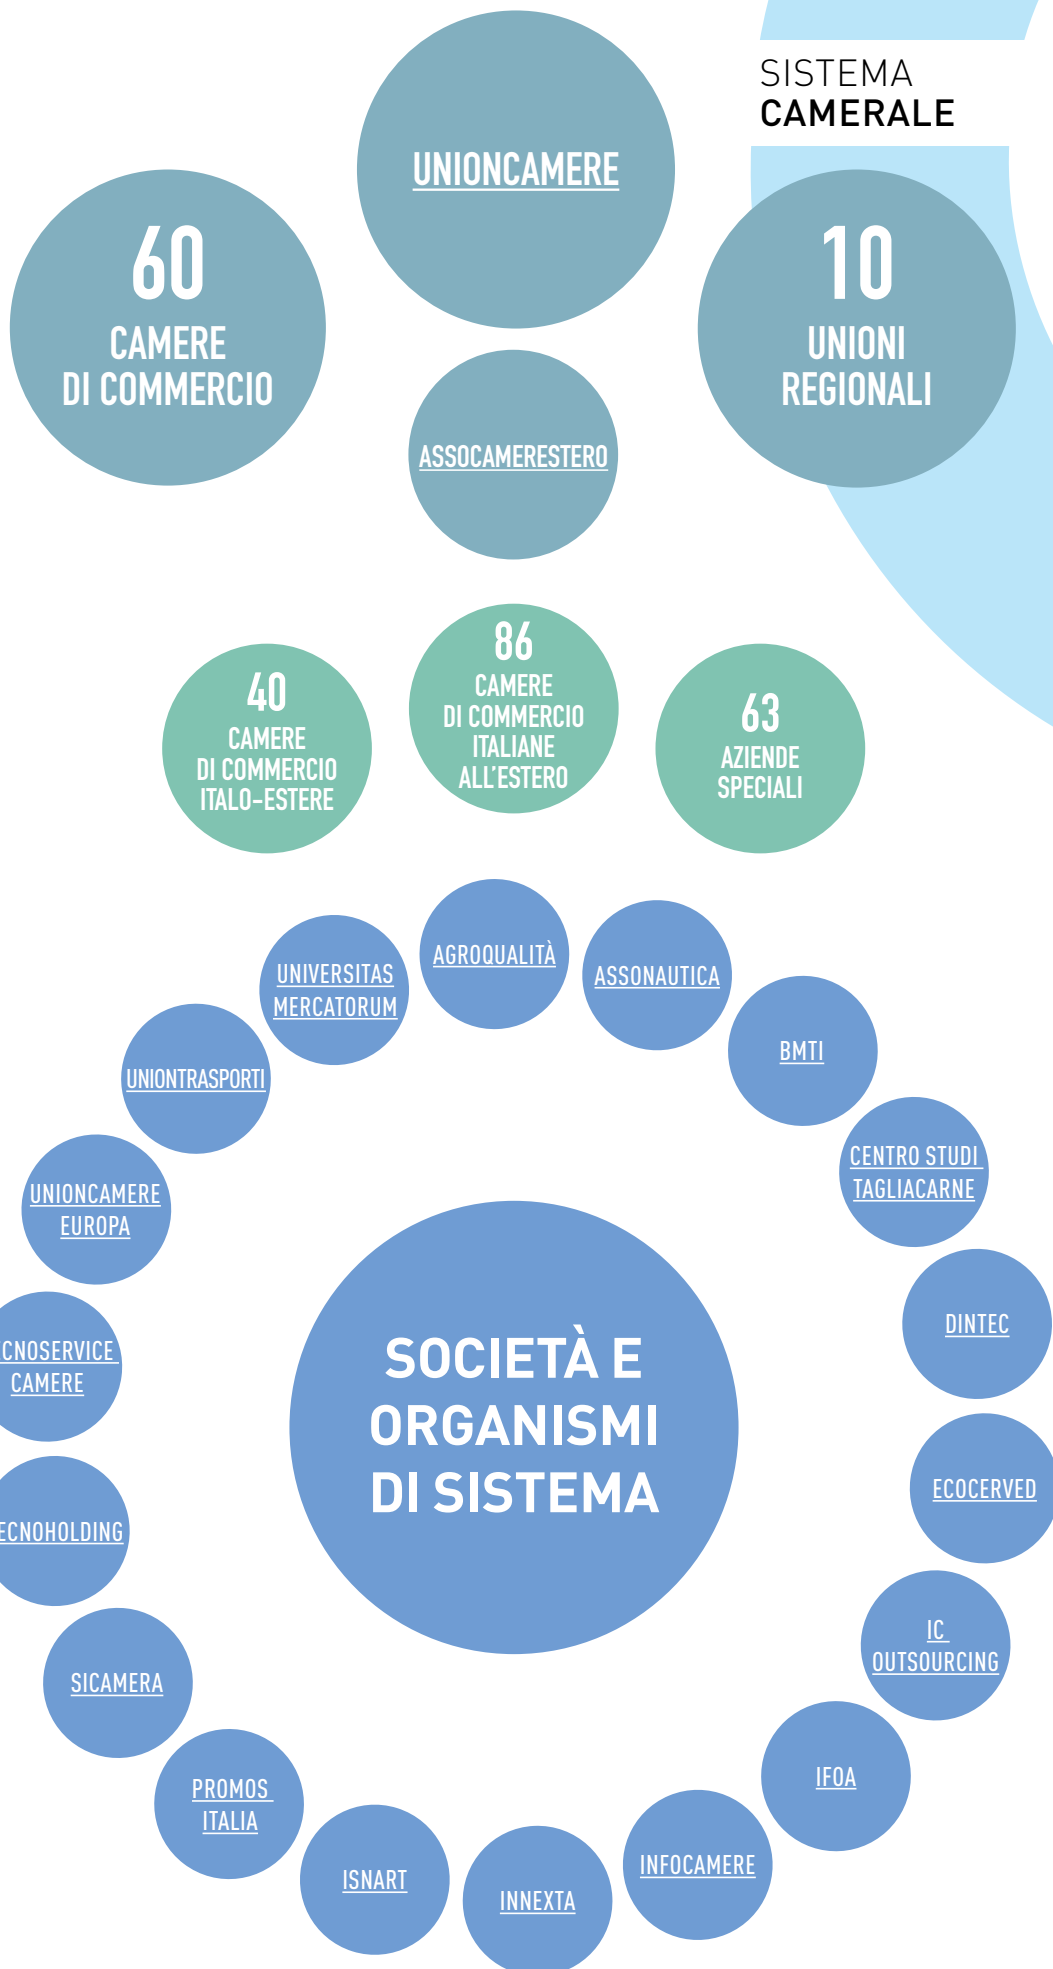 SISTEMA
CAMERALE
UNIONCAMERE
60
CAMERE
DI COMMERCIO
10
UNIONI
REGIONALI
ASSOCAMERESTERO
40
CAMERE
DI COMMERCIO
ITALO-ESTERE
86
CAMERE
DI COMMERCIO
ITALIANE
ALL'ESTERO
63
AZIENDE
SPECIALI
AGROQUALITÀ
ASSONAUTICA
BMTI
CENTRO STUDI
TAGLIACARNE
DINTEC
ECOCERVED
IC
OUTSOURCING
IFOA
INFOCAMERE
INNEXTA
ISNART
PROMOS
ITALIA
SICAMERA
ECNOHOLDING
ECNOSERVICE
CAMERE
UNIONCAMERE
EUROPA
UNIONTRASPORTI
UNIVERSITAS
MERCATORUM
SOCIETÀ E
ORGANISMI
DI SISTEMA